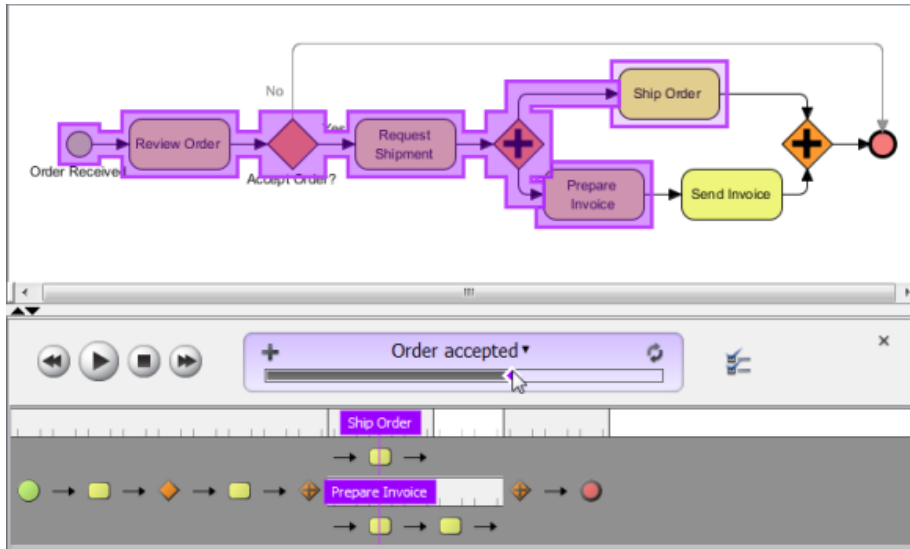 No
Ship Order
Yes
Review Order
Request
Shipment
Order Received
Accept Order?
Prepare
Invoice
Send Invoice
Order accepted
Ship Order
Prepare Invoice